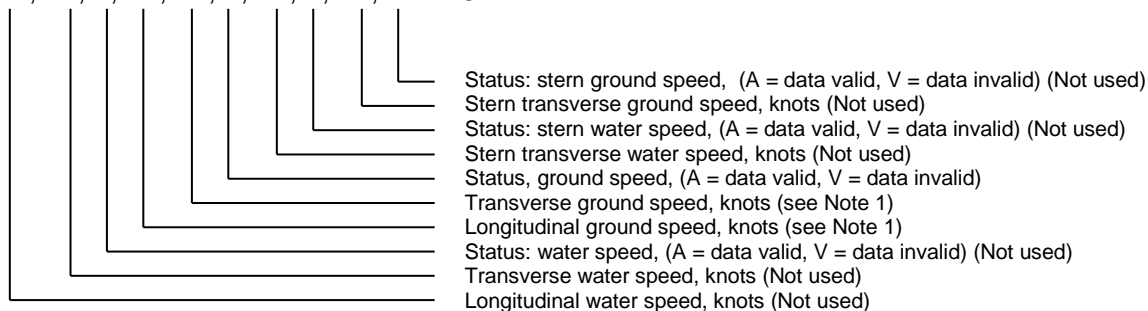 Status: stern ground speed, (A = data valid, V = data invalid) (Not used)
Stern transverse ground speed, knots (Not used)
Status: stern water speed, (A = data valid, V = data invalid) (Not used)
Stern transverse water speed, knots (Not used)
Status, ground speed, (A = data valid, V = data invalid)
Transverse ground speed, knots (see Note 1)
Longitudinal ground speed, knots (see Note 1)
Status: water speed, (A = data valid, V = data invalid) (Not used)
Transverse water speed, knots (Not used)
Longitudinal water speed, knots (Not used)